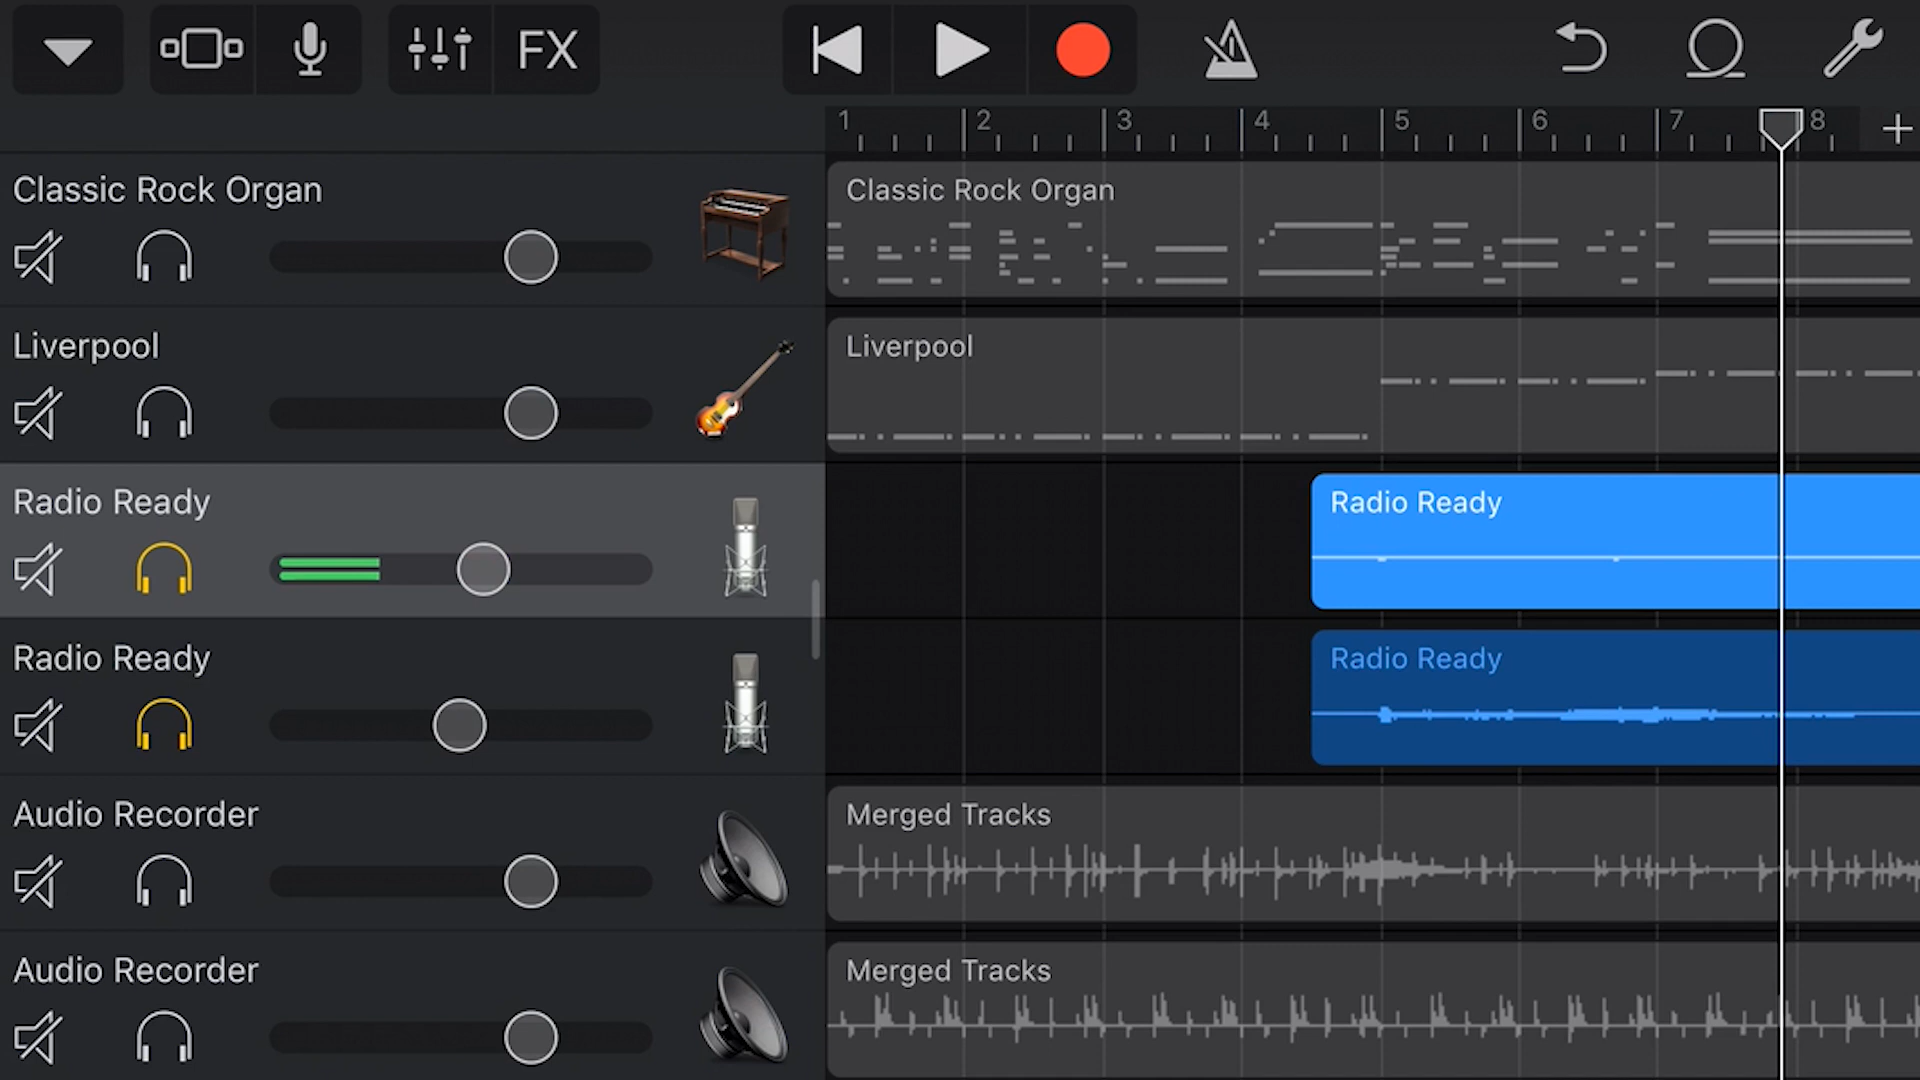 FX
1 2 3 4 5 6 7 8
Classic Rock Organ
Classic Rock Organ
Liverpool
Liverpool
Radio Ready
Radio Ready
Radio Ready
Radio Ready
Audio Recorder
Merged Tracks
Audio Recorder
Merged Tracks